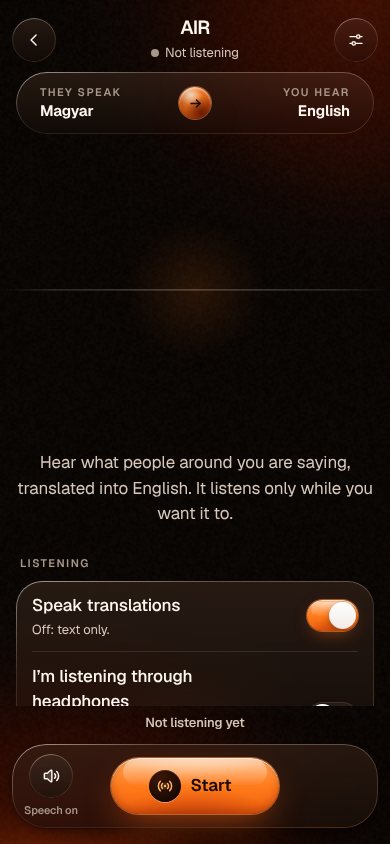 AIR
Not listening
THEY SPEAK
Magyar
YOU HEAR
English
Hear what people around you are saying,
translated into English. It listens only while you
want it to.
LISTENING
Speak translations
Off: text only.
I’m listening through
headphones
Not listening yet
Speech on
Start